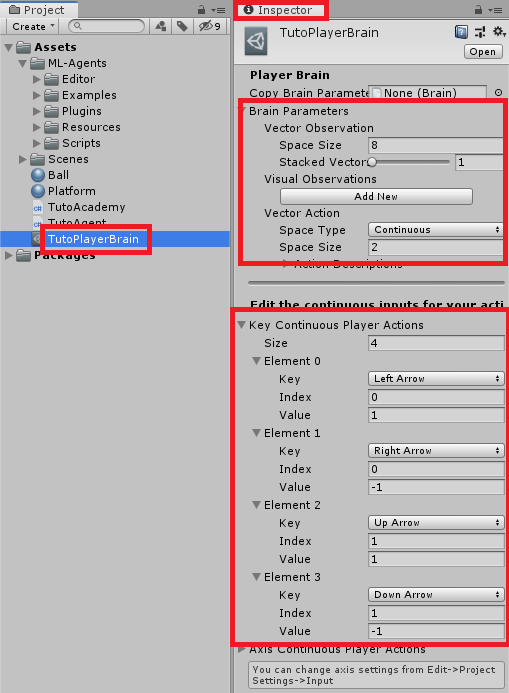 Project
Create
9
Assets
ML-Agents
Editor
Examples
Plugins
Resources
Scripts
Scenes
Ball
Platform
TutoAcademy
TutoAgent
TutoPlayerBrain
Packages
Inspector
TutoPlayerBrain
Open
Player Brain
Copy Brain Paramete None (Brain)
Brain Parameters
Vector Observation
Space Size 8
Stacked Vector 1
Visual Observations
Add New
Vector Action
Space Type Continuous
Space Size 2
Action Descriptions
Edit the continuous inputs for your acti
Key Continuous Player Actions
Size 4
Element 0
Key Left Arrow
Index 0
Value 1
Element 1
Key Right Arrow
Index 0
Value -1
Element 2
Key Up Arrow
Index 1
Value 1
Element 3
Key Down Arrow
Index 1
Value -1
Axis Continuous Player Actions
You can change axis settings from Edit->Project
Settings->Input